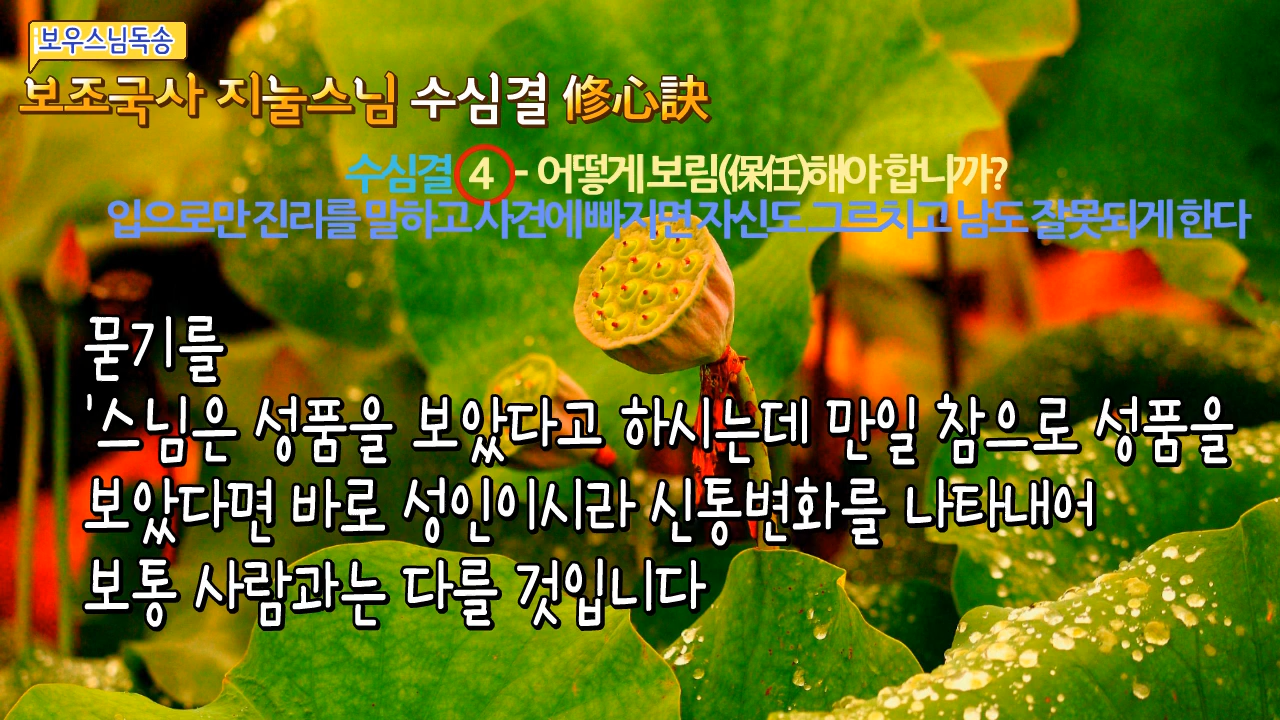 보우스님독송
보조국사 지눌스님 수심결 修心訣
수심결 ④ - 어떻게 보림(保任)해야 합니까?
입으로만 진리를 말하고 사견에 빠지면 자신도 그르치고 남도 잘못되게 한다
묻기를
'스님은 성품을 보았다고 하시는데 만일 참으로 성품을
보았다면 바로 성인이시라 신통변화를 나타내어
보통 사람과는 다를 것입니다